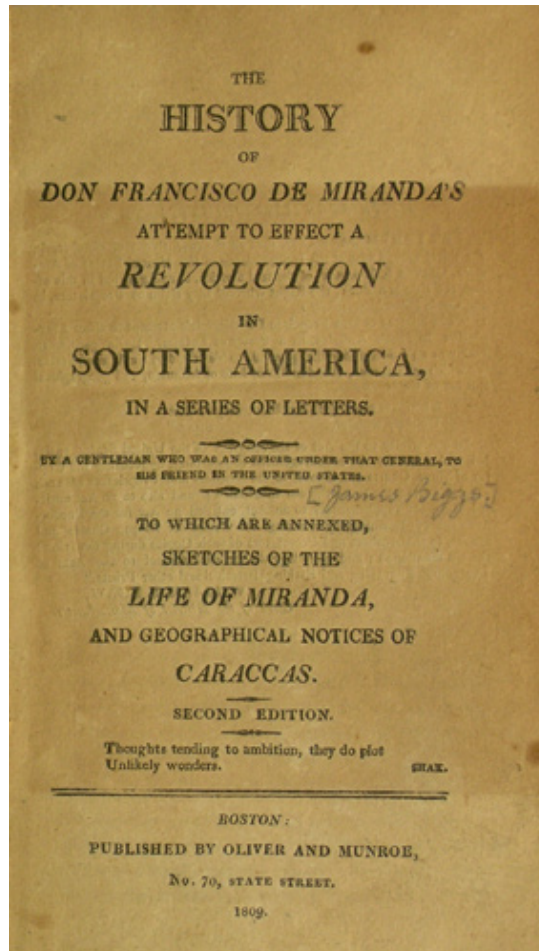 THE
HISTORY
OF
DON FRANCISCO DE MIRANDA'S
ATTEMPT TO EFFECT A
REVOLUTION
IN
SOUTH AMERICA,
IN A SERIES OF LETTERS.
BY A GENTLEMAN WHO WAS AN OFFICER UNDER THAT GENERAL, TO
HIS FRIEND IN THE UNITED STATES.
[James Biggs.]
TO WHICH ARE ANNEXED,
SKETCHES OF THE
LIFE OF MIRANDA,
AND GEOGRAPHICAL NOTICES OF
CARACCAS.
SECOND EDITION.
Thoughts tending to ambition, they do plot
Unlikely wonders. SHAK.
BOSTON:
PUBLISHED BY OLIVER AND MUNROE,
No. 70, STATE STREET.
1809.